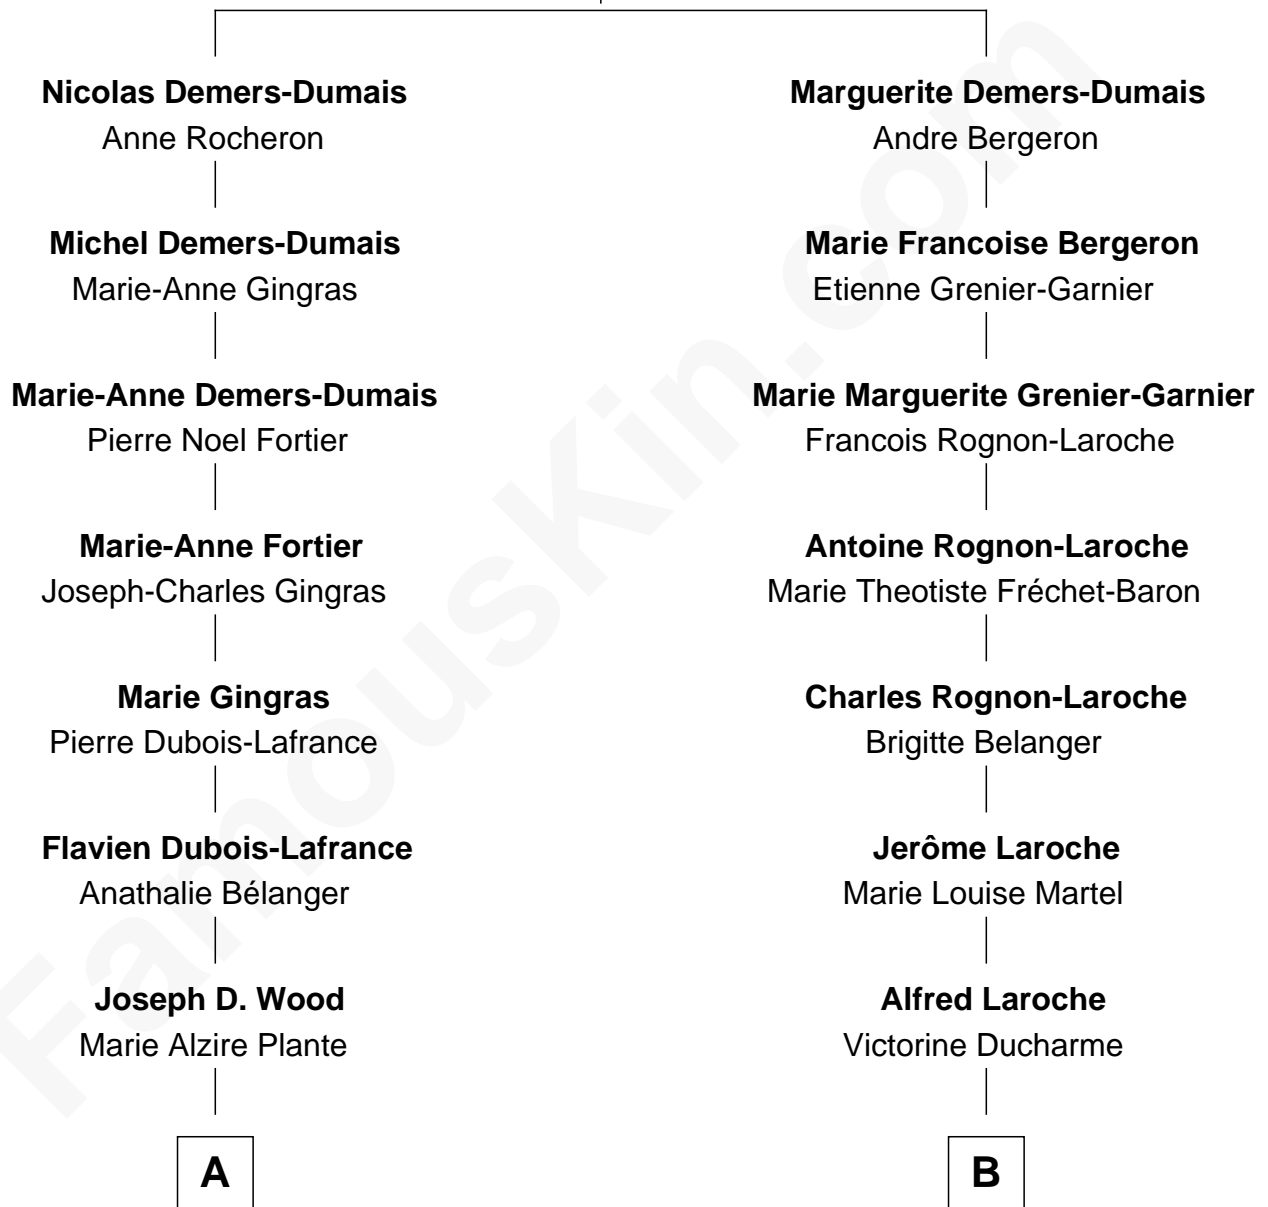 Nicolas Demers-Dumais
Anne Rocheron
Michel Demers-Dumais
Marie-Anne Gingras
Marie-Anne Demers-Dumais
Pierre Noel Fortier
Marie-Anne Fortier
Joseph-Charles Gingras
Marie Gingras
Pierre Dubois-Lafrance
Flavien Dubois-Lafrance
Anathalie Bélanger
Joseph D. Wood
Marie Alzire Plante
A
Marguerite Demers-Dumais
Andre Bergeron
Marie Francoise Bergeron
Etienne Grenier-Garnier
Marie Marguerite Grenier-Garnier
Francois Rognon-Laroche
Antoine Rognon-Laroche
Marie Theotiste Fréchet-Baron
Charles Rognon-Laroche
Brigitte Belanger
Jerôme Laroche
Marie Louise Martel
Alfred Laroche
Victorine Ducharme
B
FamousKin.com